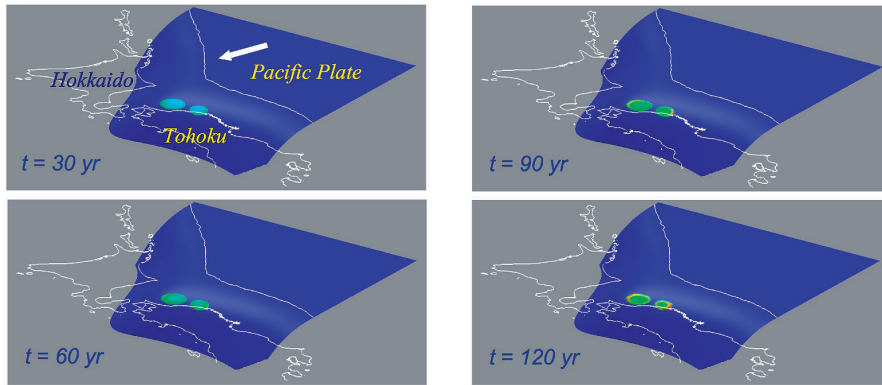 Hokkaido
Pacific Plate
Tohoku
t = 30 yr
t = 90 yr
t = 60 yr
t = 120 yr